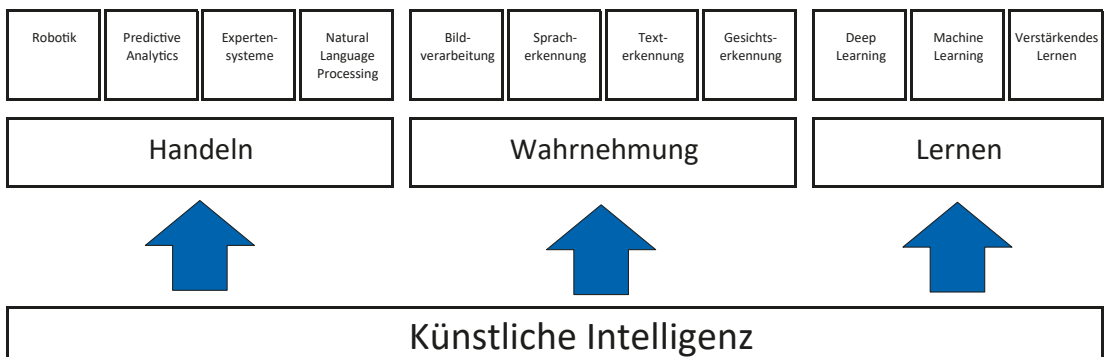 Robotik
Predictive
Analytics
Experten-
systeme
Natural
Language
Processing
Bild-
verarbeitung
Sprach-
erkennung
Text-
erkennung
Gesichts-
erkennung
Deep
Learning
Machine
Learning
Verstärkendes
Lernen
Handeln
Wahrnehmung
Lernen
Künstliche Intelligenz